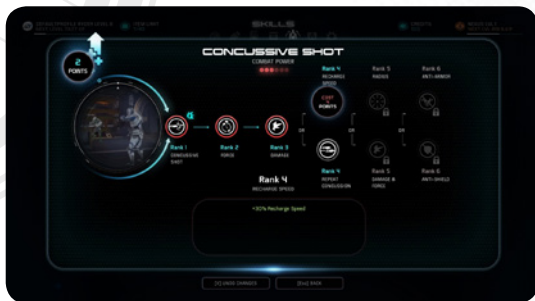 SKILLS
CONCUSSIVE SHOT
COMBAT POWER
2
POINTS
Rank 4
RECHARGE
SPEED
Rank 5
RADIUS
Rank 6
ANTI-ARMOR
COST
4
POINTS
OR
OR
OR
Rank 1
CONCUSSIVE
SHOT
Rank 2
FORCE
Rank 3
DAMAGE
Rank 4
REPEAT
CONCUSSION
Rank 5
DAMAGE &
FORCE
Rank 6
ANTI-SHIELD
Rank 4
RECHARGE SPEED
+30% Recharge Speed
[Z] UNDO CHANGES
[Esc] BACK